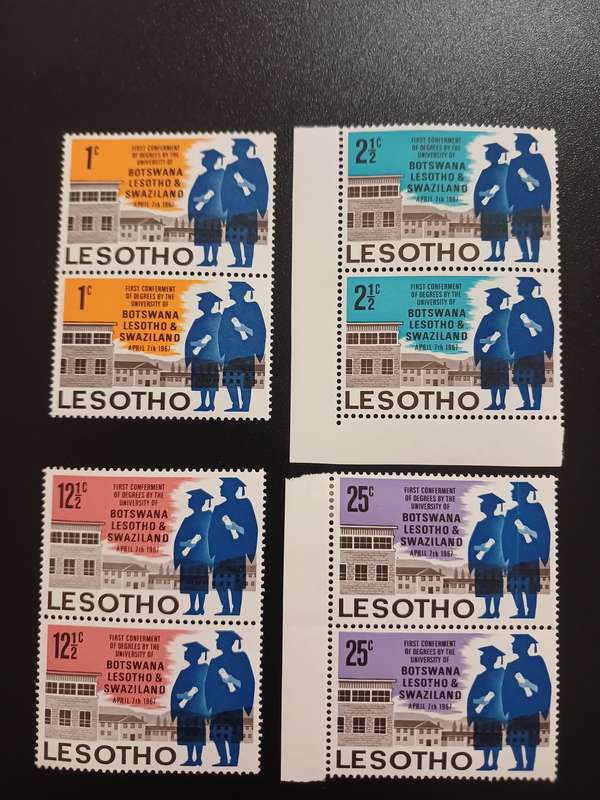 1c
FIRST CONFERMENT
OF DEGREES BY THE
UNIVERSITY OF
BOTSWANA
LESOTHO &
SWAZILAND
APRIL 7th 1967
LESOTHO
1c
FIRST CONFERMENT
OF DEGREES BY THE
UNIVERSITY OF
BOTSWANA
LESOTHO &
SWAZILAND
APRIL 7th 1967
LESOTHO
2½c
FIRST CONFERMENT
OF DEGREES BY THE
UNIVERSITY OF
BOTSWANA
LESOTHO &
SWAZILAND
APRIL 7th 1967
LESOTHO
2½c
FIRST CONFERMENT
OF DEGREES BY THE
UNIVERSITY OF
BOTSWANA
LESOTHO &
SWAZILAND
APRIL 7th 1967
LESOTHO
12½c
FIRST CONFERMENT
OF DEGREES BY THE
UNIVERSITY OF
BOTSWANA
LESOTHO &
SWAZILAND
APRIL 7th 1967
LESOTHO
12½c
FIRST CONFERMENT
OF DEGREES BY THE
UNIVERSITY OF
BOTSWANA
LESOTHO &
SWAZILAND
APRIL 7th 1967
LESOTHO
25c
FIRST CONFERMENT
OF DEGREES BY THE
UNIVERSITY OF
BOTSWANA
LESOTHO &
SWAZILAND
APRIL 7th 1967
LESOTHO
25c
FIRST CONFERMENT
OF DEGREES BY THE
UNIVERSITY OF
BOTSWANA
LESOTHO &
SWAZILAND
APRIL 7th 1967
LESOTHO